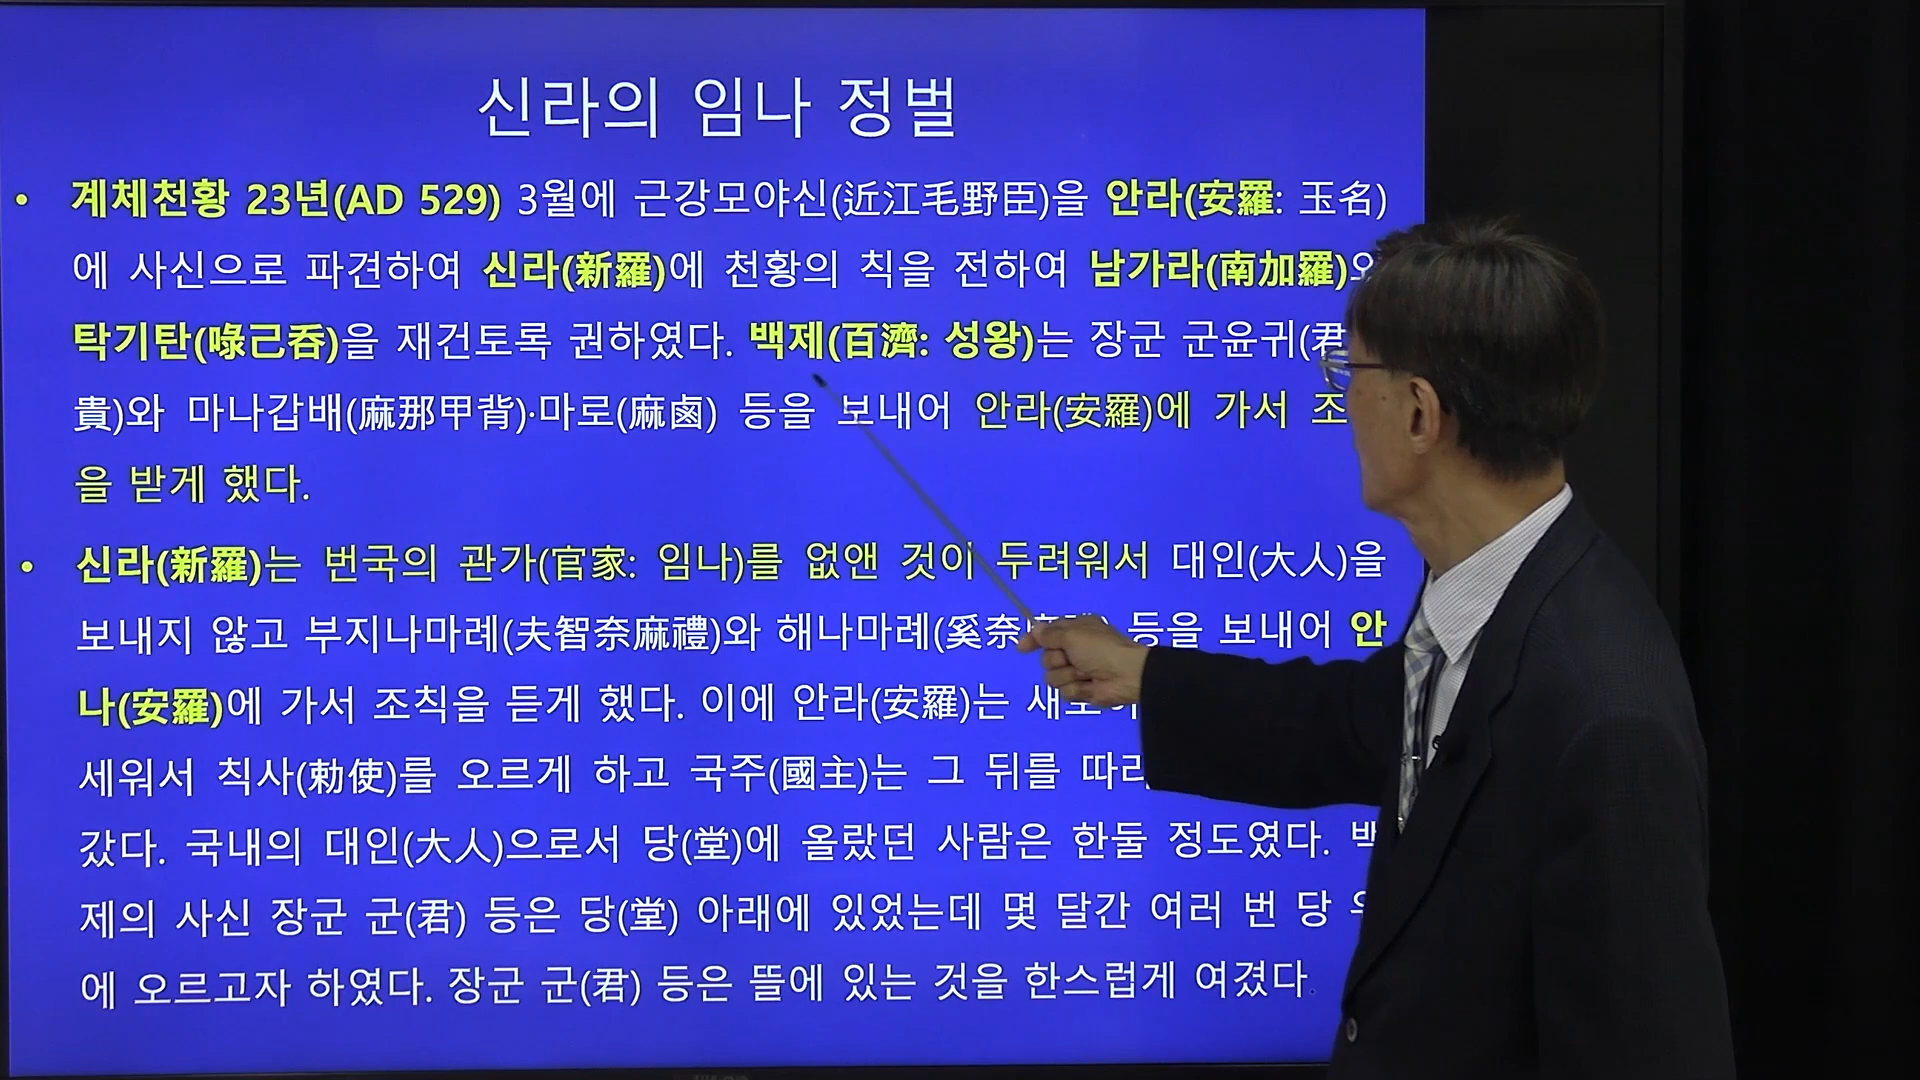 신라의 임나 정벌
• 계체천황 23년(AD 529) 3월에 근강모야신(近江毛野臣)을 안라(安羅: 玉名)
에 사신으로 파견하여 신라(新羅)에 천황의 칙을 전하여 남가라(南加羅)와
탁기탄(㖨己呑)을 재건토록 권하였다. 백제(百濟: 성왕)는 장군 군윤귀(君
貴)와 마나갑배(麻那甲背)·마로(麻鹵) 등을 보내어 안라(安羅)에 가서 조
을 받게 했다.
• 신라(新羅)는 번국의 관가(官家: 임나)를 없앤 것이 두려워서 대인(大人)을
보내지 않고 부지나마례(夫智奈麻禮)와 해나마례(奚奈 등을 보내어 안
나(安羅)에 가서 조칙을 듣게 했다. 이에 안라(安羅)는
세워서 칙사(勅使)를 오르게 하고 국주(國主)는 그 뒤를
갔다. 국내의 대인(大人)으로서 당(堂)에 올랐던 사람은 한둘 정도였다. 백
제의 사신 장군 군(君) 등은 당(堂) 아래에 있었는데 몇 달간 여러 번 당
에 오르고자 하였다. 장군 군(君) 등은 뜰에 있는 것을 한스럽게 여겼다.